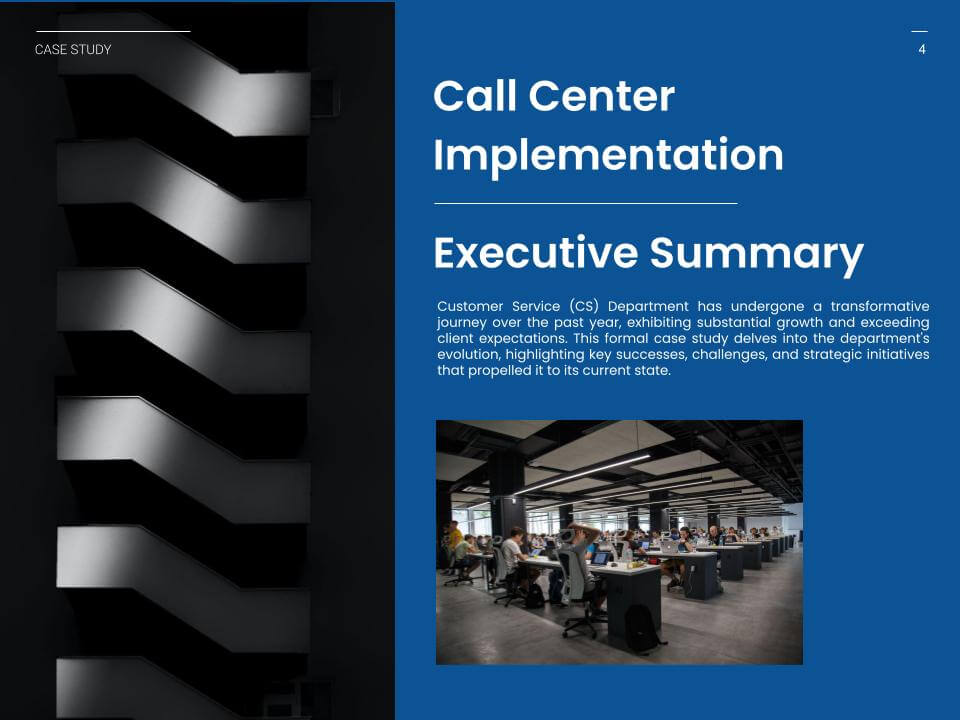 CASE STUDY
4
Call Center
Implementation
Executive Summary
Customer Service (CS) Department has undergone a transformative
journey over the past year, exhibiting substantial growth and exceeding
client expectations. This formal case study delves into the department's
evolution, highlighting key successes, challenges, and strategic initiatives
that propelled it to its current state.